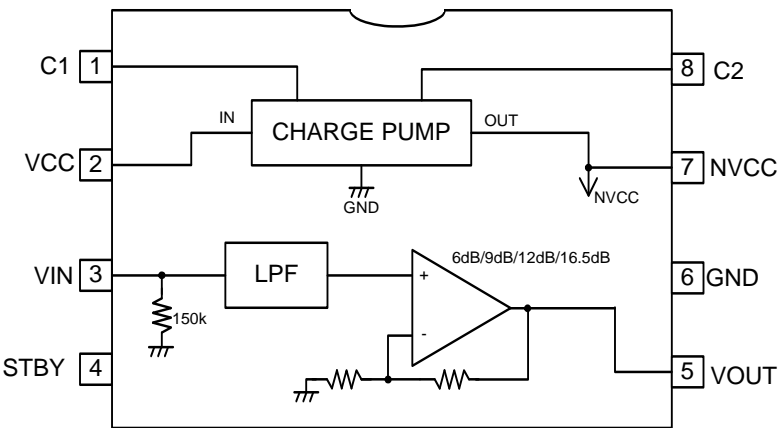 C1 1
8 C2
IN
CHARGE PUMP
OUT
VCC 2
7 NVCC
GND
NVCC
6dB/9dB/12dB/16.5dB
VIN 3
LPF
+
6 GND
150k
-
STBY 4
5 VOUT